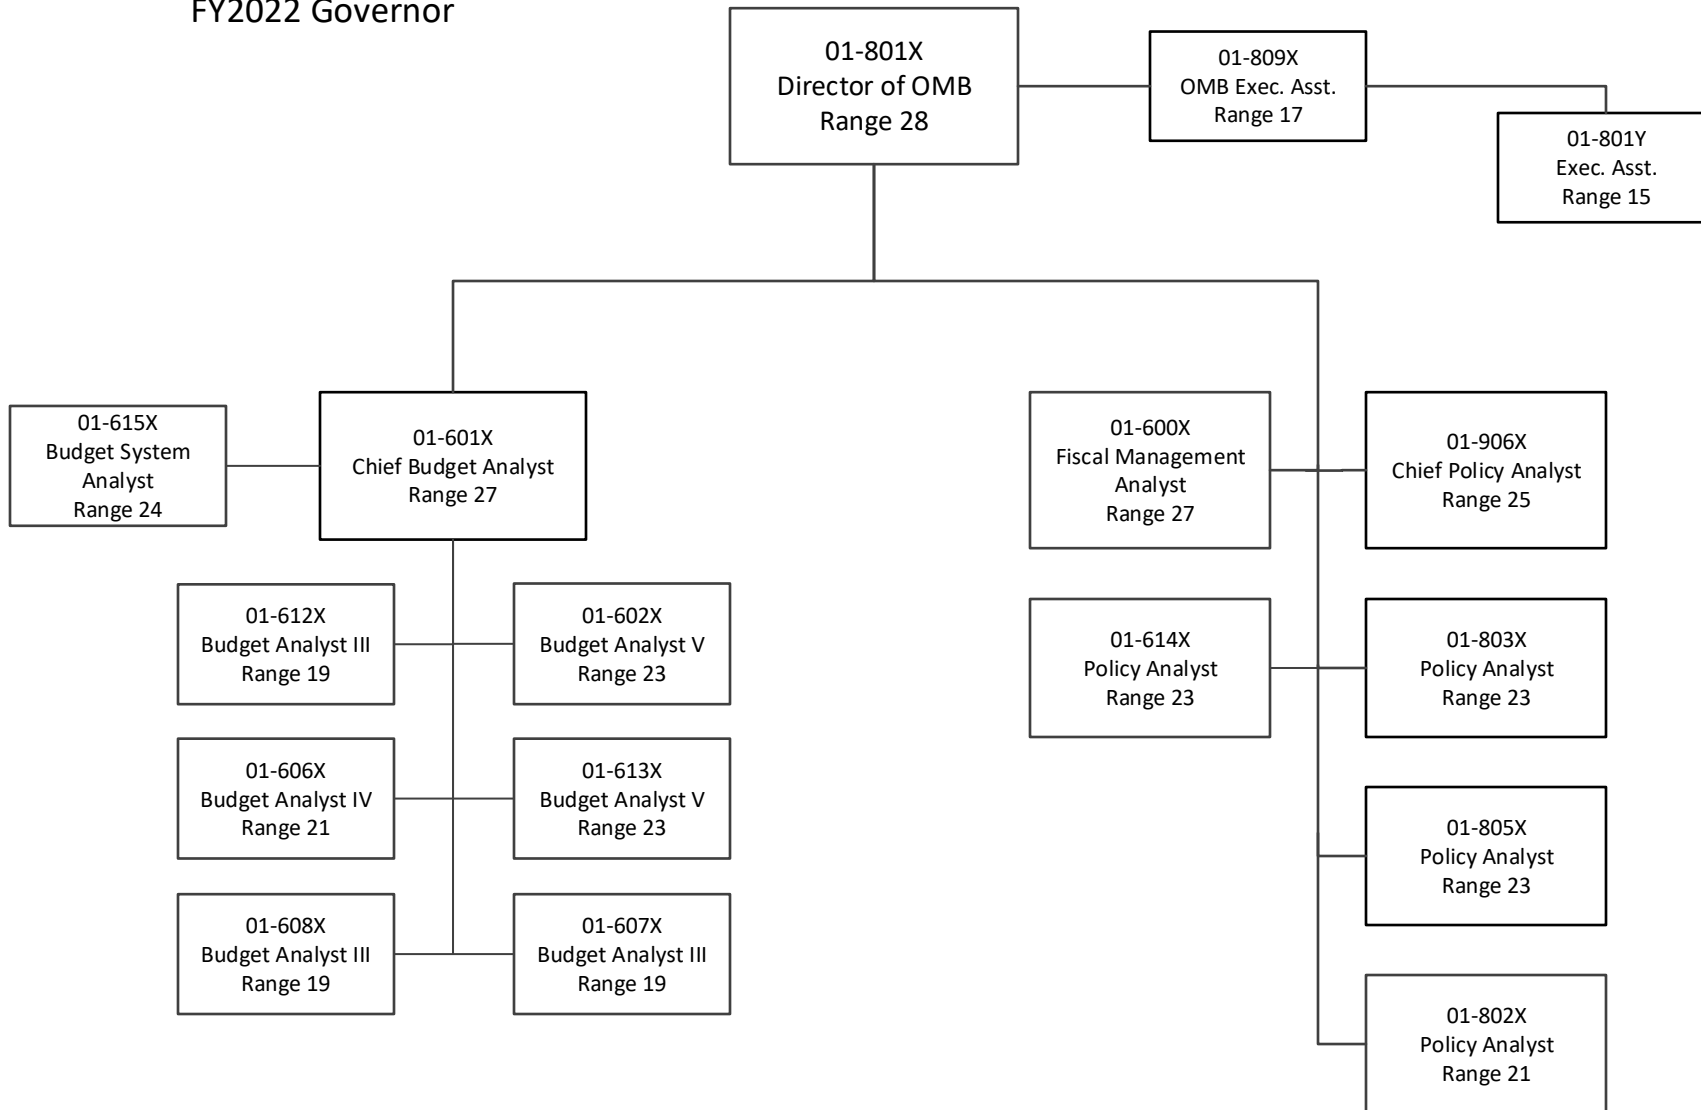 FY2022 Governor
01-801X
Director of OMB
Range 28
01-809X
OMB Exec. Asst.
Range 17
01-801Y
Exec. Asst.
Range 15
01-615X
Budget System
Analyst
Range 24
01-601X
Chief Budget Analyst
Range 27
01-600X
Fiscal Management
Analyst
Range 27
01-906X
Chief Policy Analyst
Range 25
01-612X
Budget Analyst III
Range 19
01-602X
Budget Analyst V
Range 23
01-614X
Policy Analyst
Range 23
01-803X
Policy Analyst
Range 23
01-606X
Budget Analyst IV
Range 21
01-613X
Budget Analyst V
Range 23
01-805X
Policy Analyst
Range 23
01-608X
Budget Analyst III
Range 19
01-607X
Budget Analyst III
Range 19
01-802X
Policy Analyst
Range 21